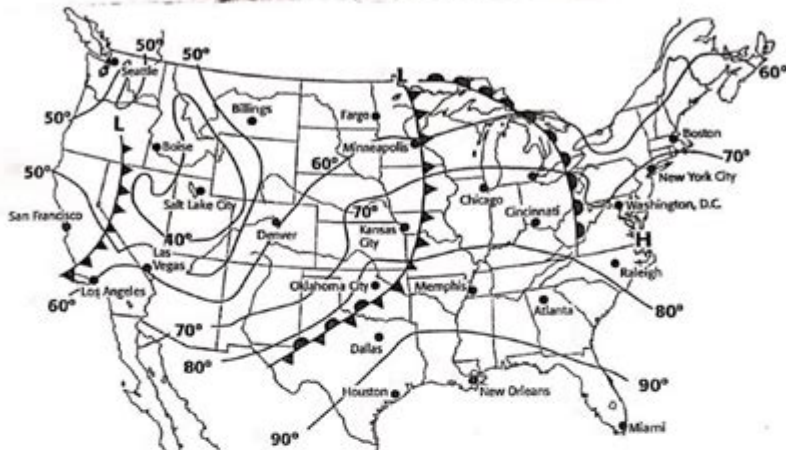 50°
50°
60°
Seattle
50°
L
L
Billings
Fargo
Boston
Minneapolis
Boise
60°
70°
50°
New York City
Salt Lake City
Chicago
Washington, D.C.
San Francisco
70°
Cincinnati
Denver
Kansas
City
40°
H
Las
Vegas
Raleigh
Oklahoma City
Memphis
Los Angeles
60°
Atlanta
80°
70°
Dallas
80°
90°
Houston
New Orleans
Miami
90°